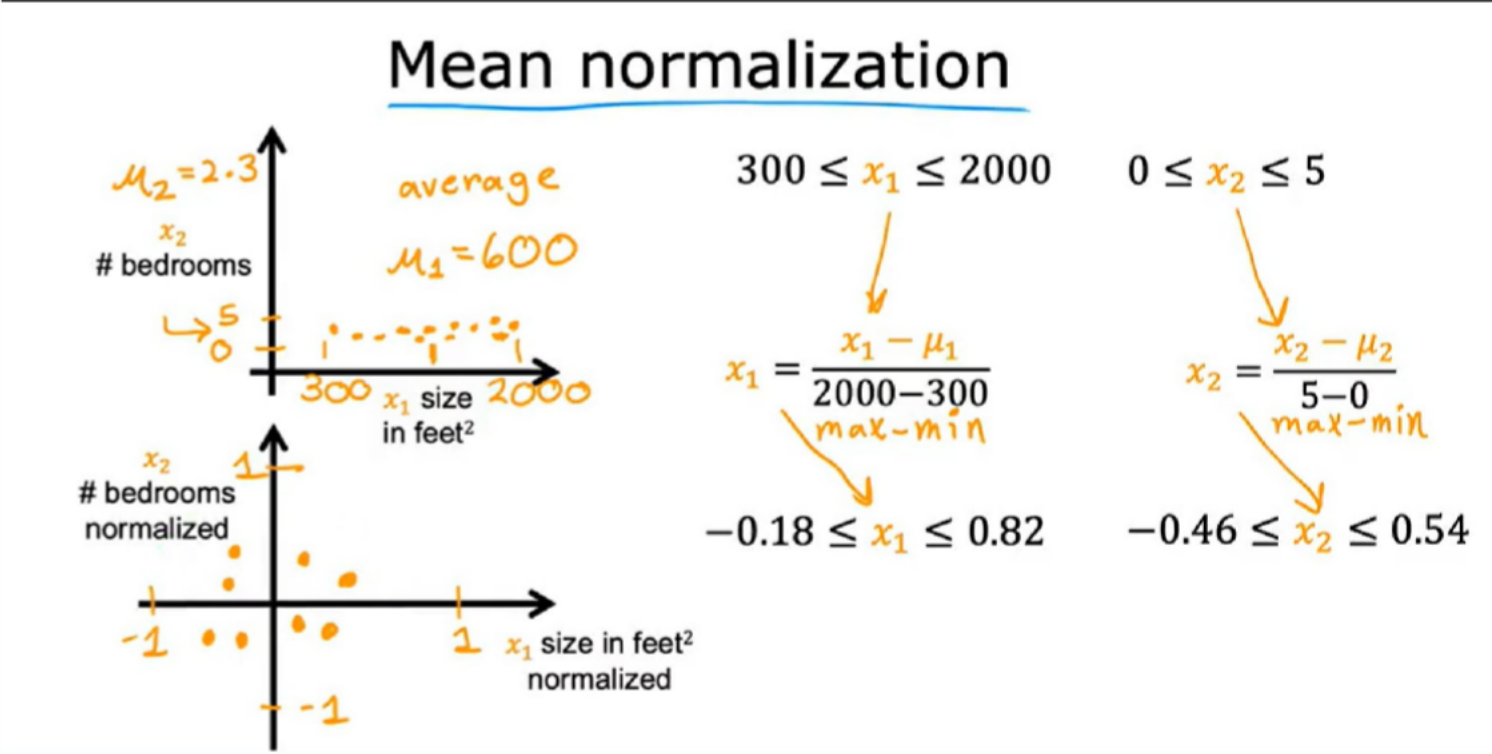 Mean normalization
μ₂=2.3
average
x₂
# bedrooms
μ₁=600
5
0
300
x₁ size
in feet²
2000
x₂
# bedrooms
normalized
1
-1
1
x₁ size in feet²
normalized
-1
300 ≤ x₁ ≤ 2000
x₁ = (x₁ − μ₁) / (2000−300)
max-min
−0.18 ≤ x₁ ≤ 0.82
0 ≤ x₂ ≤ 5
x₂ = (x₂ − μ₂) / (5−0)
max-min
−0.46 ≤ x₂ ≤ 0.54